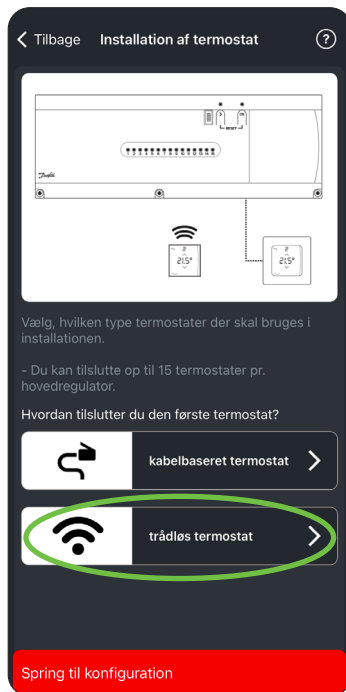 Tilbage Installation af termostat ?
RESET
Danfoss
21.5°
21.5°
Vælg, hvilken type termostater der skal bruges i
installationen.
- Du kan tilslutte op til 15 termostater pr.
hovedregulator.
Hvordan tilslutter du den første termostat?
kabelbaseret termostat
trådløs termostat
Spring til konfiguration